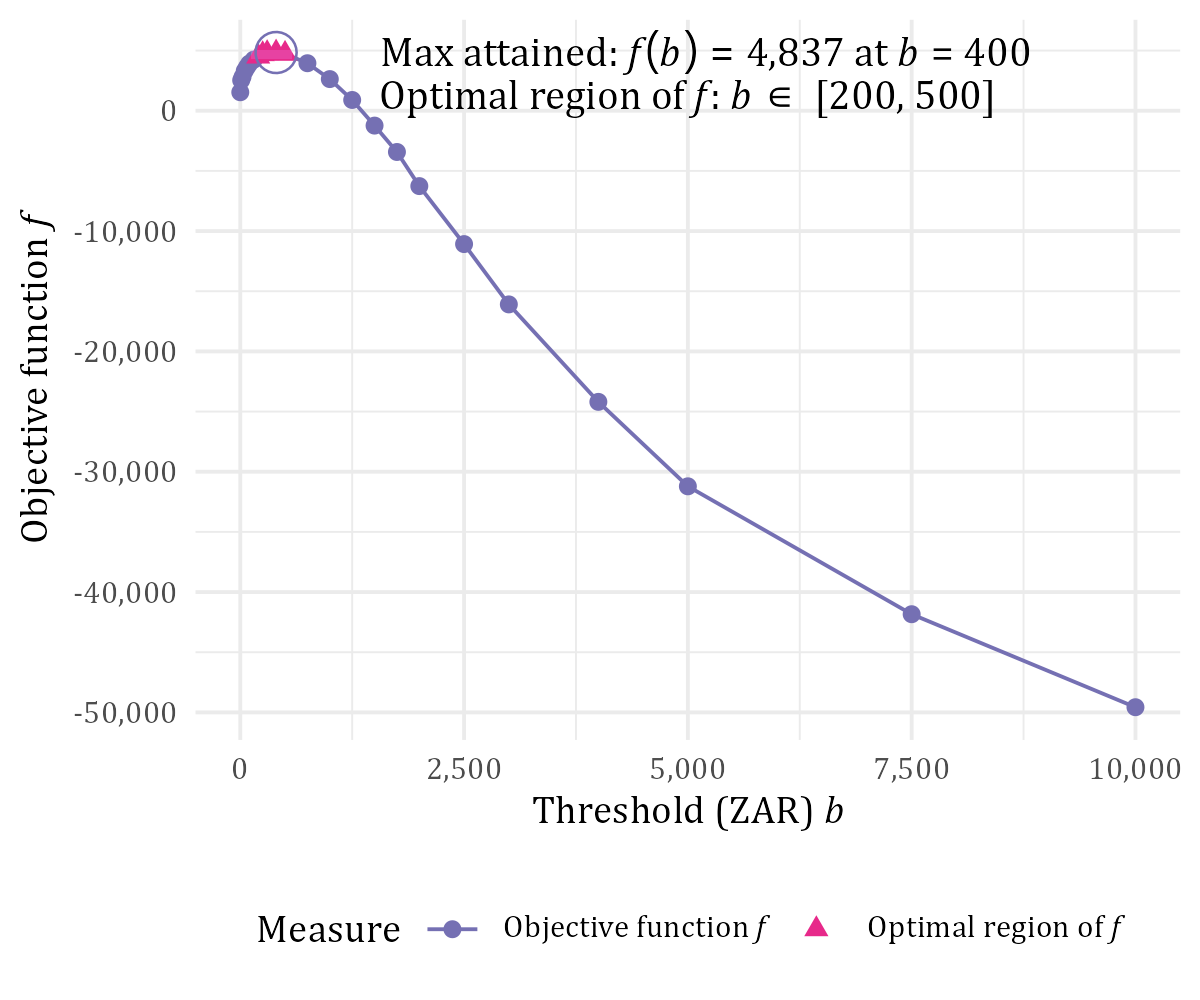 Max attained: f(b) = 4,837 at b = 400
Optimal region of f: b ∈ [200, 500]
0
-10,000
-20,000
-30,000
-40,000
-50,000
Objective function f
0 2,500 5,000 7,500 10,000
Threshold (ZAR) b
Measure Objective function f Optimal region of f